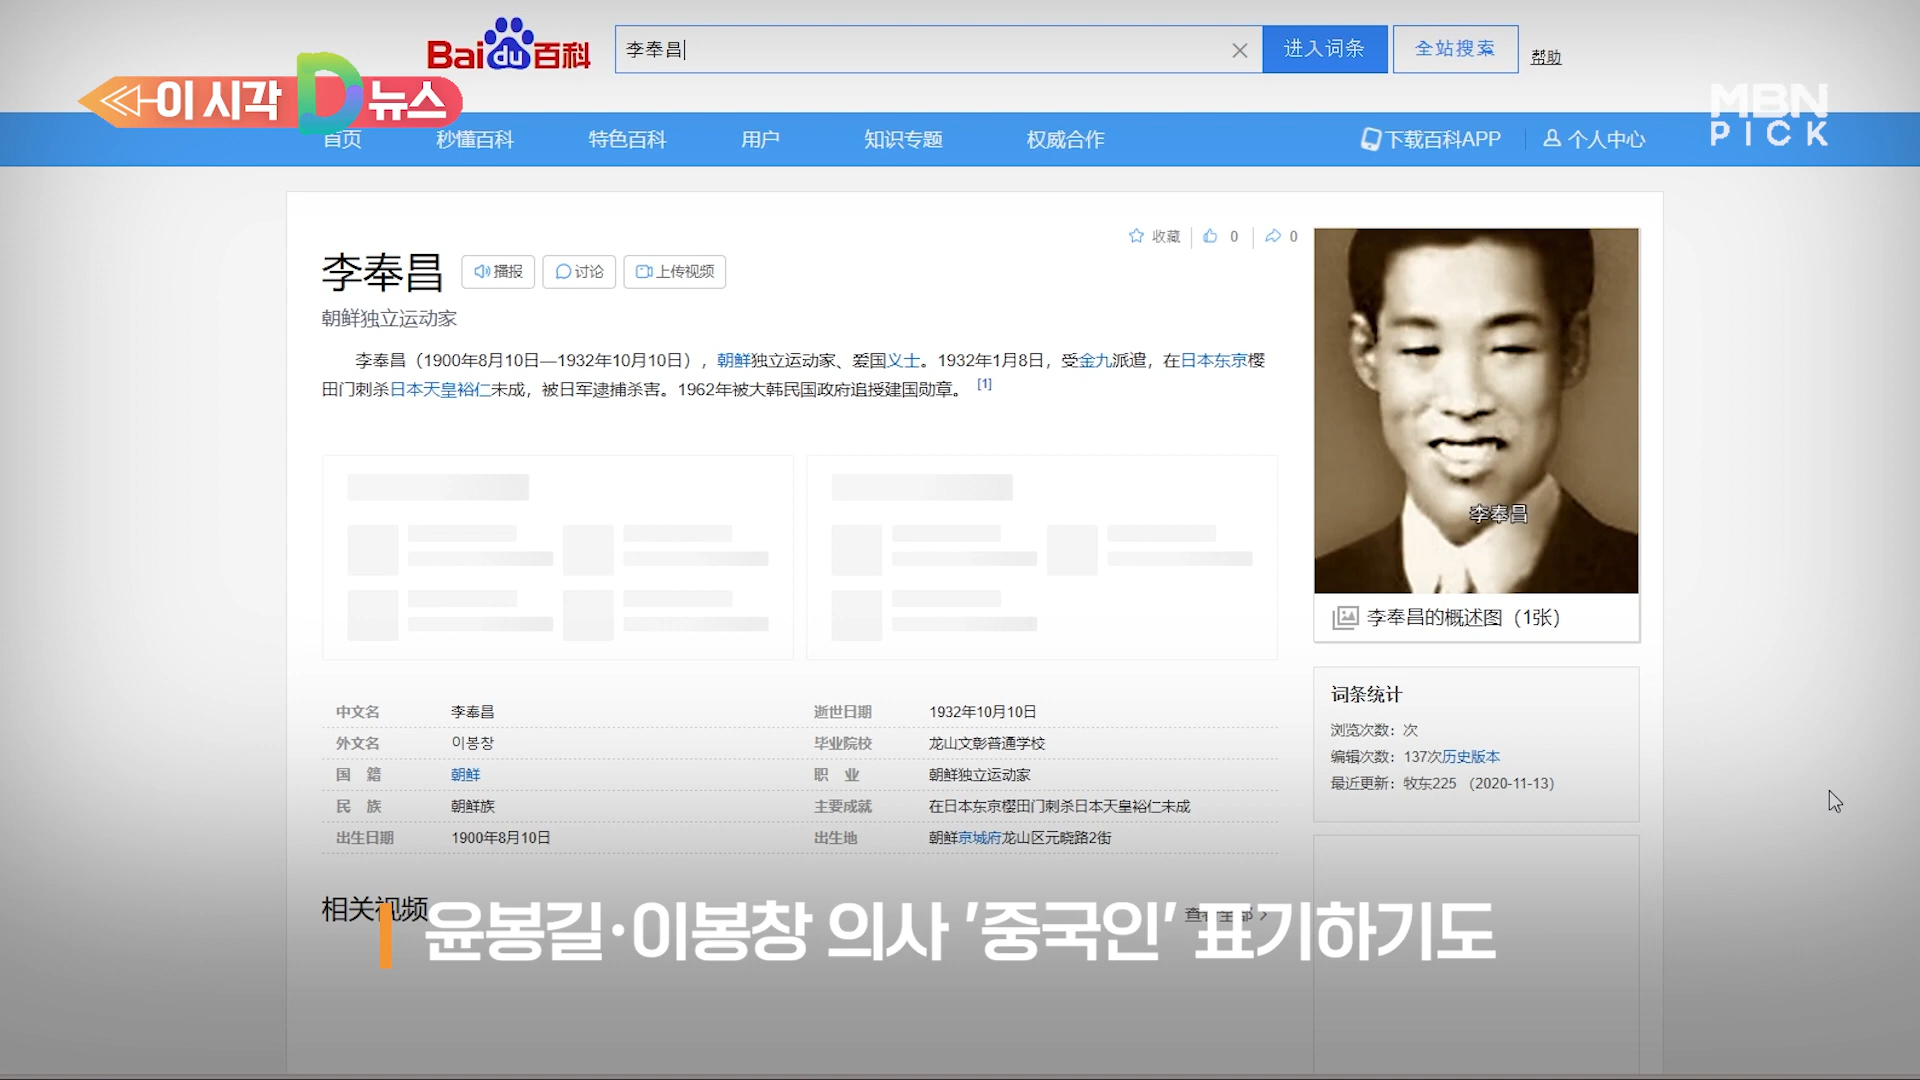 Baidu百科
李奉昌
进入词条
全站搜索
帮助
이 시각 D 뉴스
MBN
PICK
首页
秒懂百科
特色百科
用户
知识专题
权威合作
下载百科APP
个人中心
收藏
0
0
李奉昌
播报
讨论
上传视频
朝鲜独立运动家
李奉昌（1900年8月10日—1932年10月10日），朝鲜独立运动家、爱国义士。1932年1月8日，受金九派遣，在日本东京樱
田门刺杀日本天皇裕仁未成，被日军逮捕杀害。1962年被大韩民国政府追授建国勋章。 [1]
李奉昌
李奉昌的概述图（1张）
中文名 李奉昌
外文名 이봉창
国 籍 朝鲜
民 族 朝鲜族
出生日期 1900年8月10日
逝世日期 1932年10月10日
毕业院校 龙山文彰普通学校
职 业 朝鲜独立运动家
主要成就 在日本东京樱田门刺杀日本天皇裕仁未成
出生地 朝鲜京城府龙山区元晓路2街
词条统计
浏览次数：次
编辑次数：137次历史版本
最近更新：牧东225 （2020-11-13）
相关视频
查看全部
윤봉길·이봉창 의사 '중국인' 표기하기도